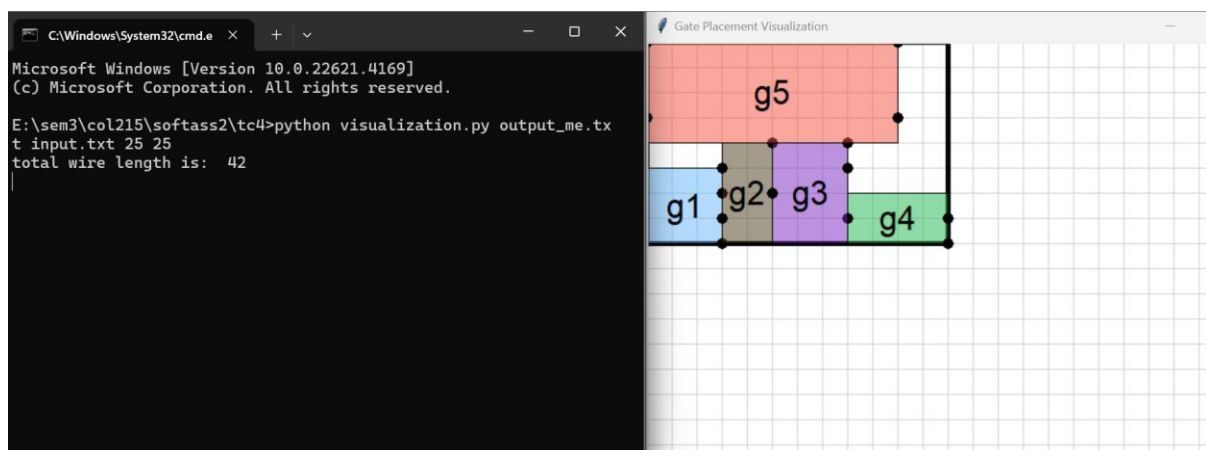 C:\Windows\System32\cmd.e
Microsoft Windows [Version 10.0.22621.4169]
(c) Microsoft Corporation. All rights reserved.
E:\sem3\col215\softass2\tc4>python visualization.py output_me.tx
t input.txt 25 25
total wire length is:  42
Gate Placement Visualization
g5
g1
g2
g3
g4